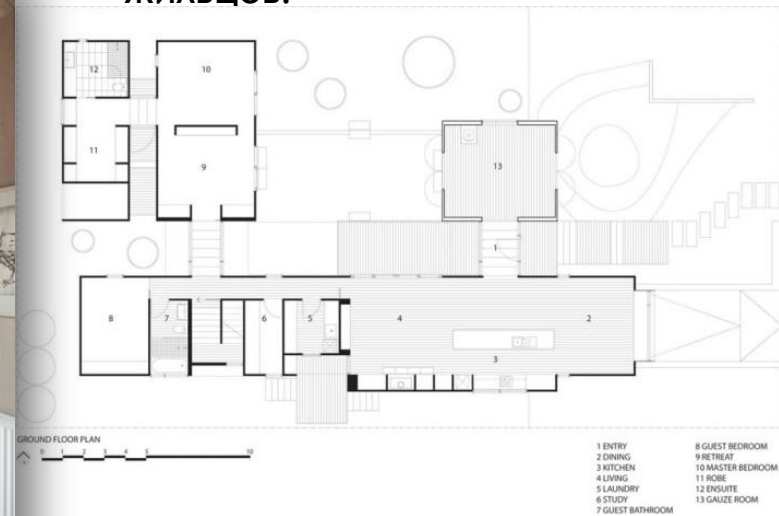 жильцов.
12
10
11
9
13
1
8
7
6
5
4
2
3
GROUND FLOOR PLAN
0 1 2 3 4 5 10
1 ENTRY
2 DINING
3 KITCHEN
4 LIVING
5 LAUNDRY
6 STUDY
7 GUEST BATHROOM
8 GUEST BEDROOM
9 RETREAT
10 MASTER BEDROOM
11 ROBE
12 ENSUITE
13 GAUZE ROOM